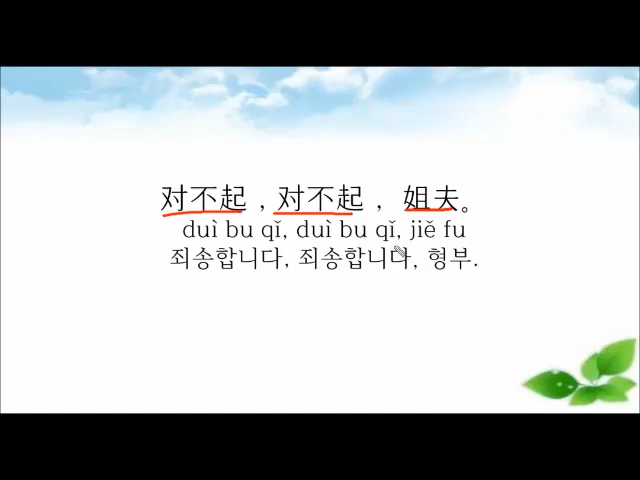 对不起，对不起， 姐夫。
duì bu qǐ, duì bu qǐ, jiě fu
죄송합니다, 죄송합니다, 형부.